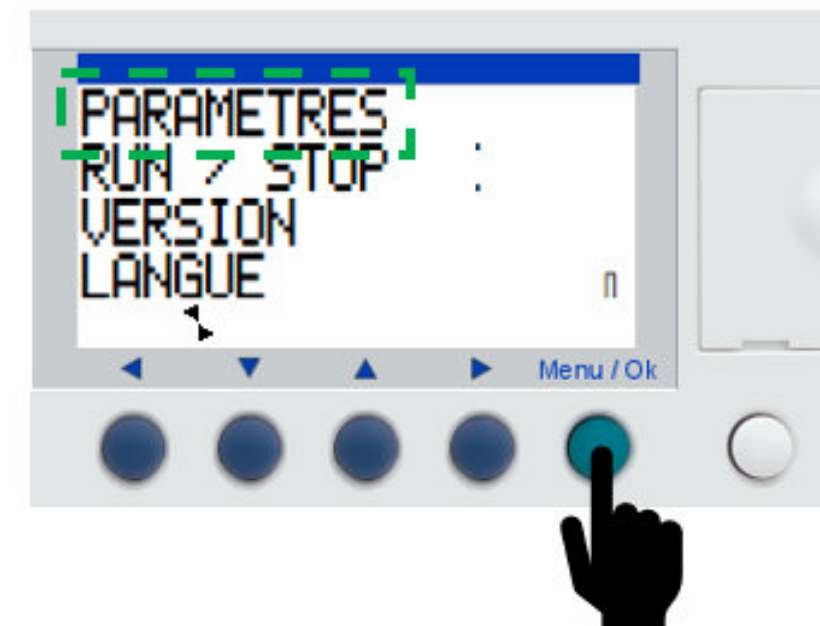 PARAMETRES
RUN / STOP :
VERSION
LANGUE
Menu / Ok